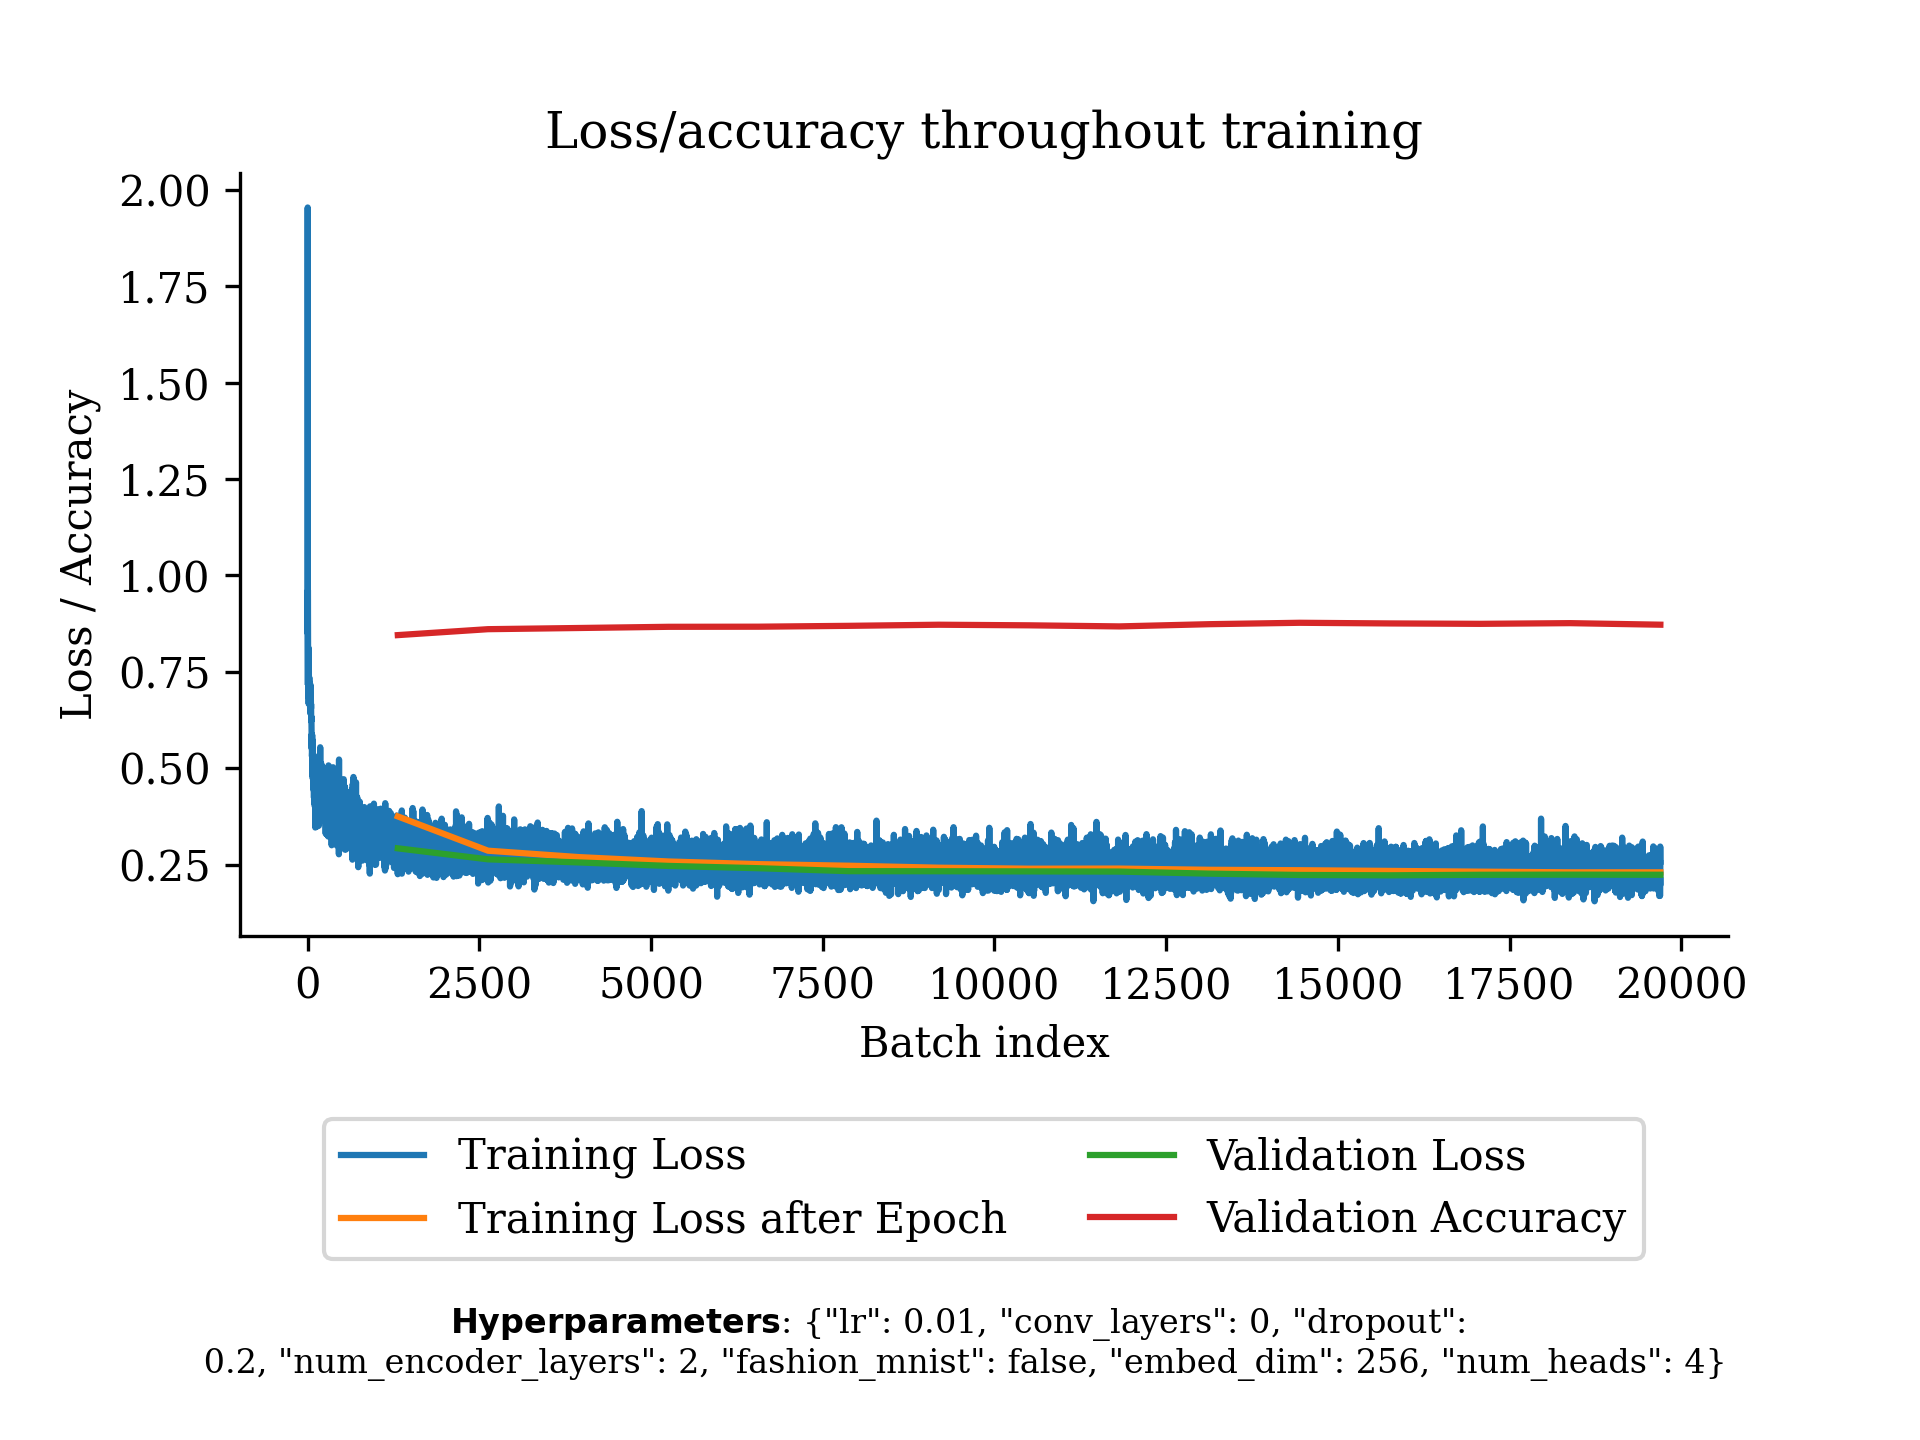 Loss/accuracy throughout training
2.00
1.75
1.50
1.25
1.00
0.75
0.50
0.25
Loss / Accuracy
0 2500 5000 7500 10000 12500 15000 17500 20000
Batch index
Training Loss
Training Loss after Epoch
Validation Loss
Validation Accuracy
Hyperparameters: {"lr": 0.01, "conv_layers": 0, "dropout":
0.2, "num_encoder_layers": 2, "fashion_mnist": false, "embed_dim": 256, "num_heads": 4}